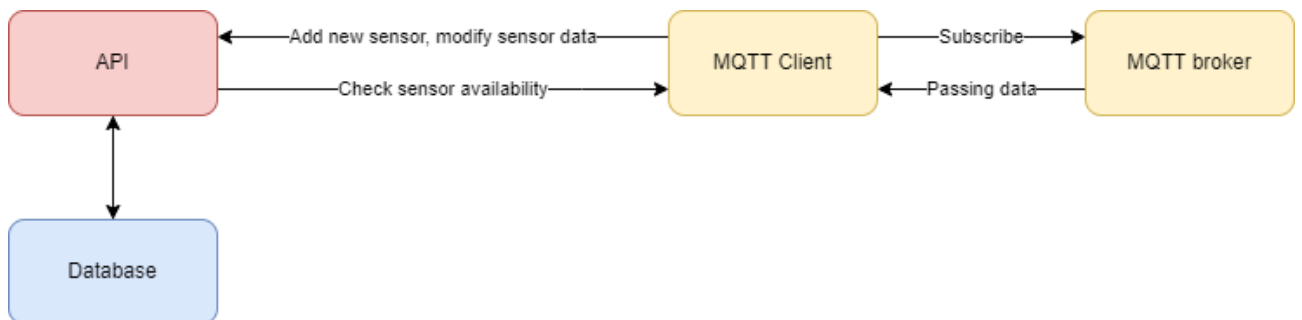 Add new sensor, modify sensor data
Subscribe
API
MQTT Client
MQTT broker
Check sensor availability
Passing data
Database